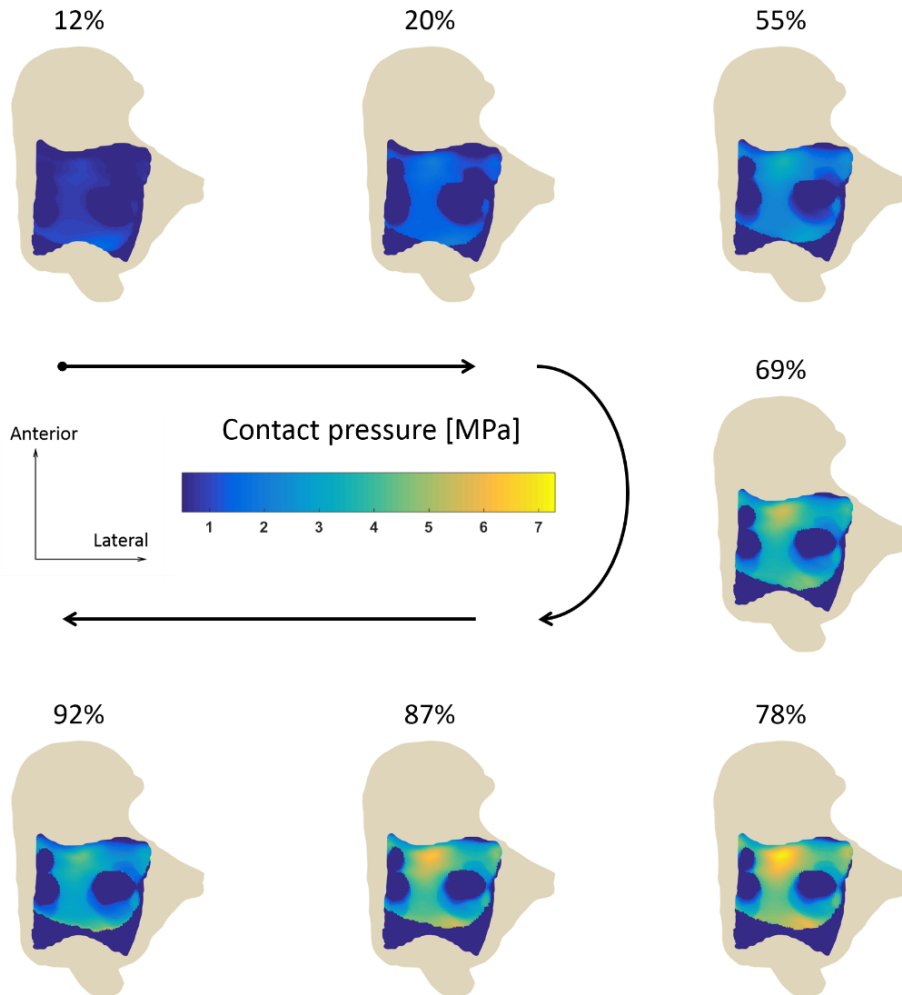 12%
20%
55%
69%
Contact pressure [MPa]
Anterior
1 2 3 4 5 6 7
Lateral
92%
87%
78%